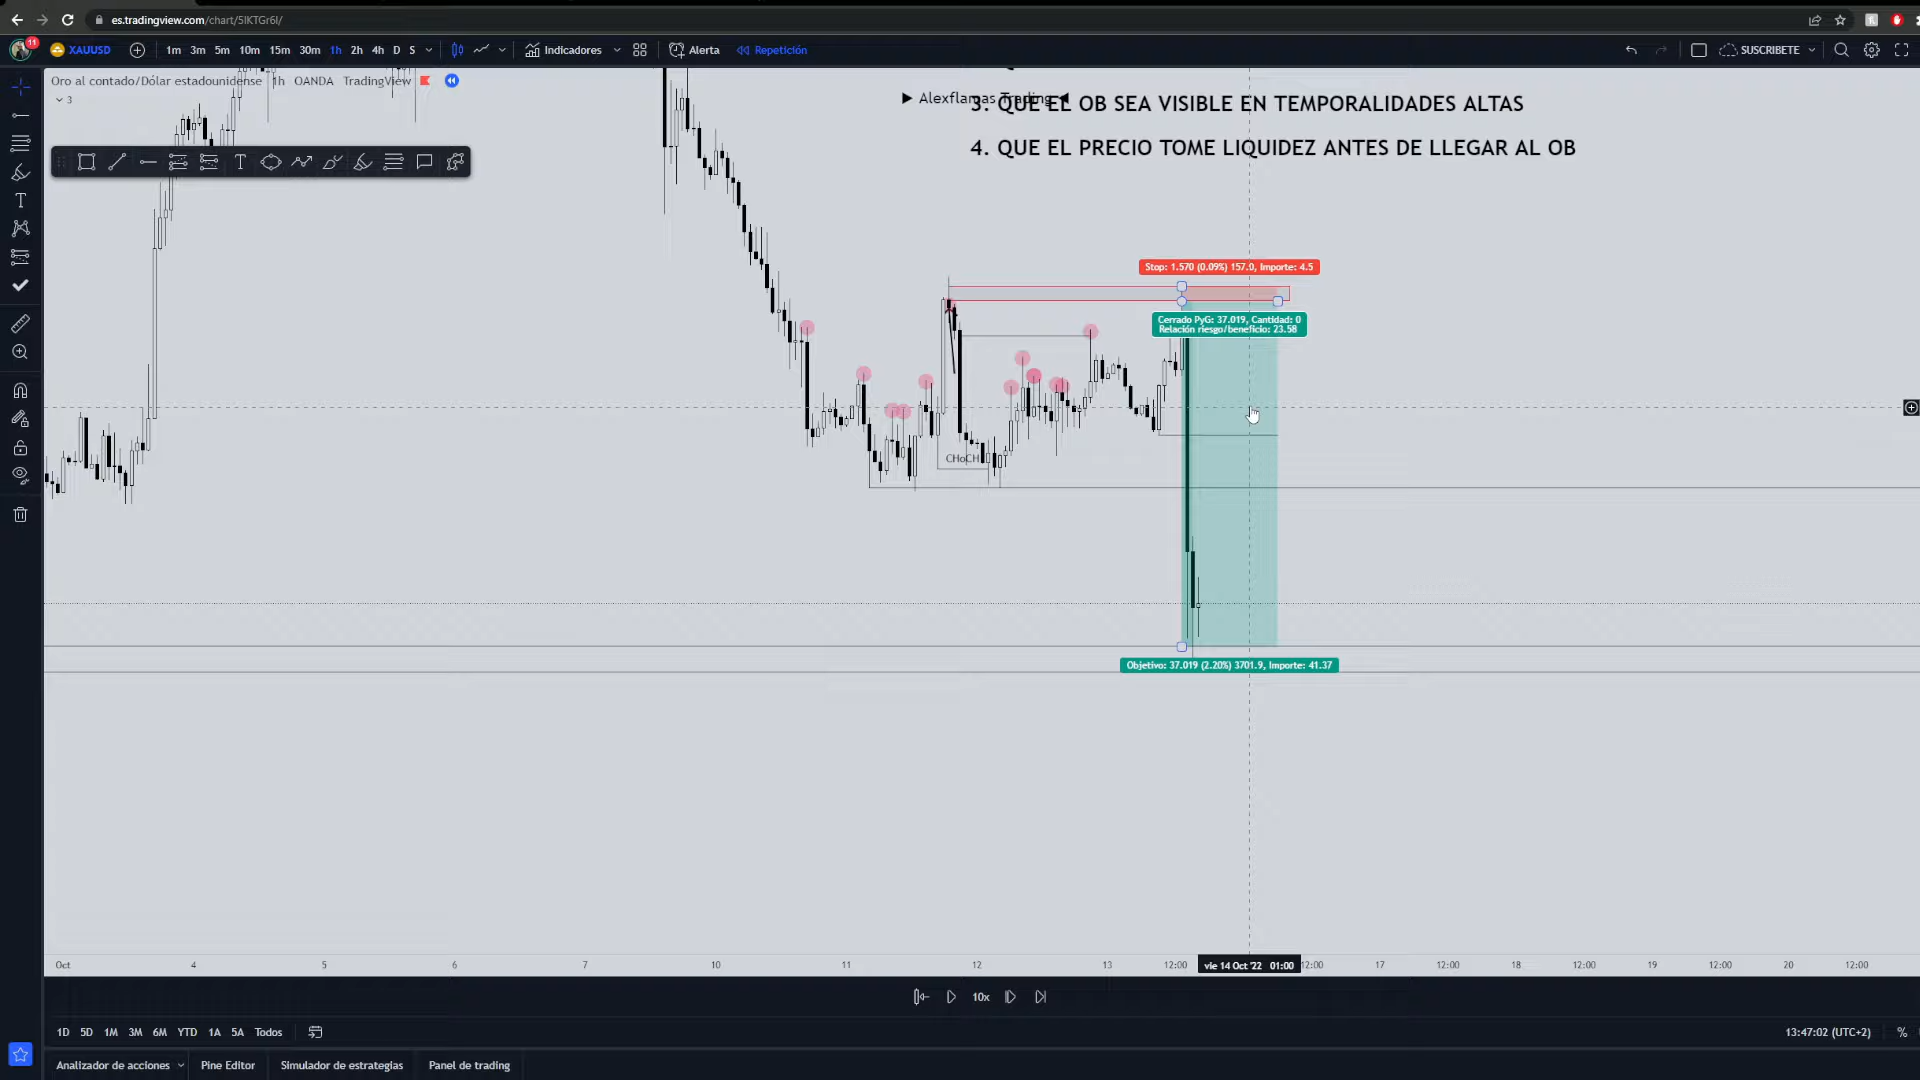 es.tradingview.com/chart/5IKTGr6l/
11
XAUUSD
1m 3m 5m 10m 15m 30m 1h 2h 4h D S
Indicadores
Alerta
Repetición
SUSCRIBETE
Oro al contado/Dólar estadounidense 1h OANDA TradingView
3
▶ Alexflamas Trading ◀
3. QUE EL OB SEA VISIBLE EN TEMPORALIDADES ALTAS
4. QUE EL PRECIO TOME LIQUIDEZ ANTES DE LLEGAR AL OB
Stop: 1.570 (0.09%) 157.0, Importe: 4.5
Cerrado PyG: 37.019, Cantidad: 0
Relación riesgo/beneficio: 23.58
CHoCH
Objetivo: 37.019 (2.20%) 3701.9, Importe: 41.37
Oct 4 5 6 7 10 11 12 13 12:00 vie 14 Oct '22 01:00 12:00 17 12:00 18 12:00 19 12:00 20 12:00
10x
1D 5D 1M 3M 6M YTD 1A 5A Todos
13:47:02 (UTC+2) %
Analizador de acciones Pine Editor Simulador de estrategias Panel de trading